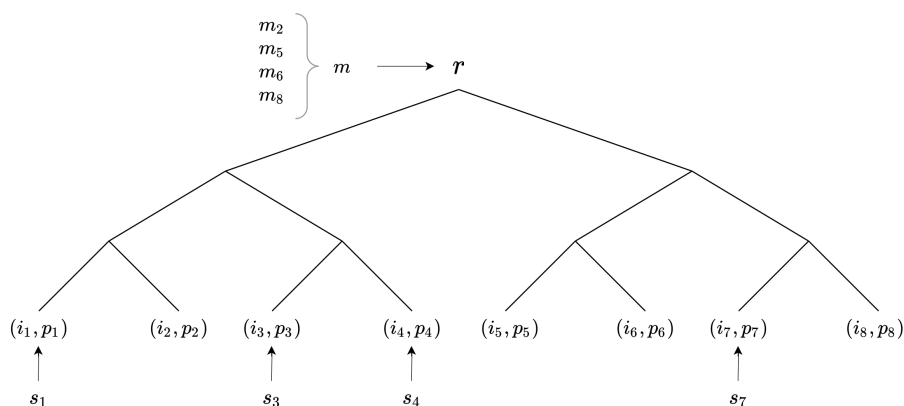 m₂
m₅
m₆
m₈
m
r
(i₁, p₁) (i₂, p₂) (i₃, p₃) (i₄, p₄) (i₅, p₅) (i₆, p₆) (i₇, p₇) (i₈, p₈)
s₁ s₃ s₄ s₇